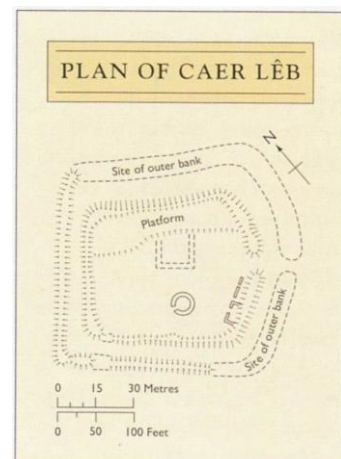 PLAN OF CAER LÊB
N
Site of outer bank
Platform
Site of outer bank
0 15 30 Metres
0 50 100 Feet